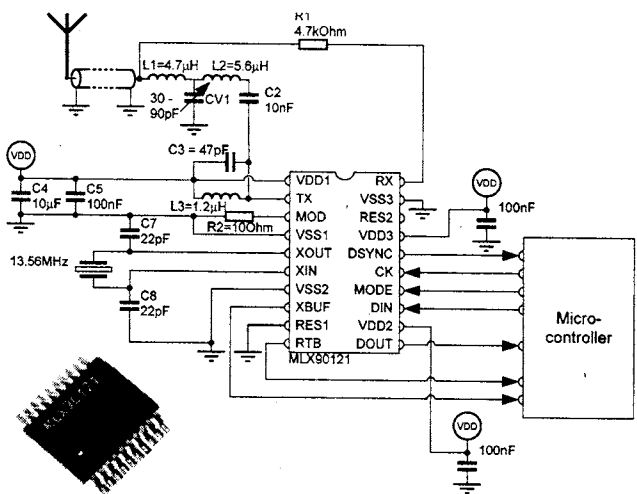 R1
4.7kOhm
L1=4.7µH L2=5.6µH
30 -
90pF
CV1
C2
10nF
C3 = 47pF
VDD
C4
10µF
C5
100nF
L3=1.2µH
R2=10Ohm
C7
22pF
13.56MHz
C8
22pF
VDD1
TX
MOD
VSS1
XOUT
XIN
VSS2
XBUF
RES1
RTB
RX
VSS3
RES2
VDD3
DSYNC
CK
MODE
DIN
VDD2
DOUT
MLX90121
VDD
100nF
Micro-
controller
VDD
100nF